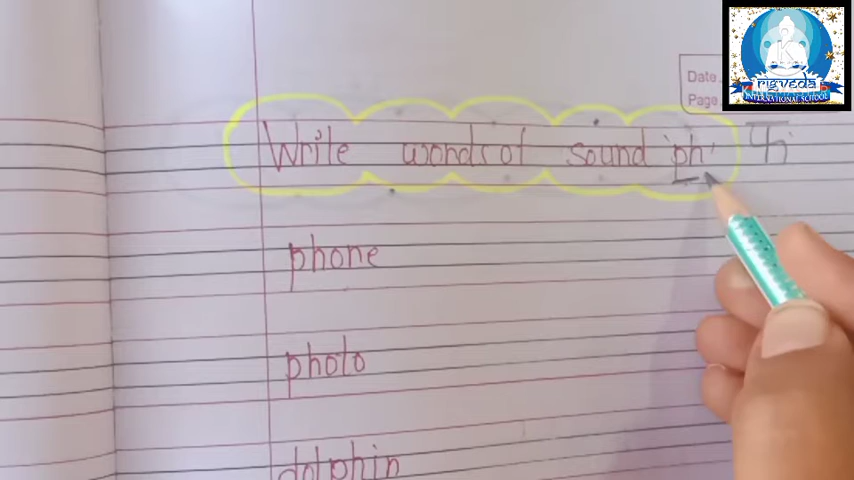 Date
Page
rigveda
INTERNATIONAL SCHOOL
Write words of sound 'ph'
phone
photo
dolphin